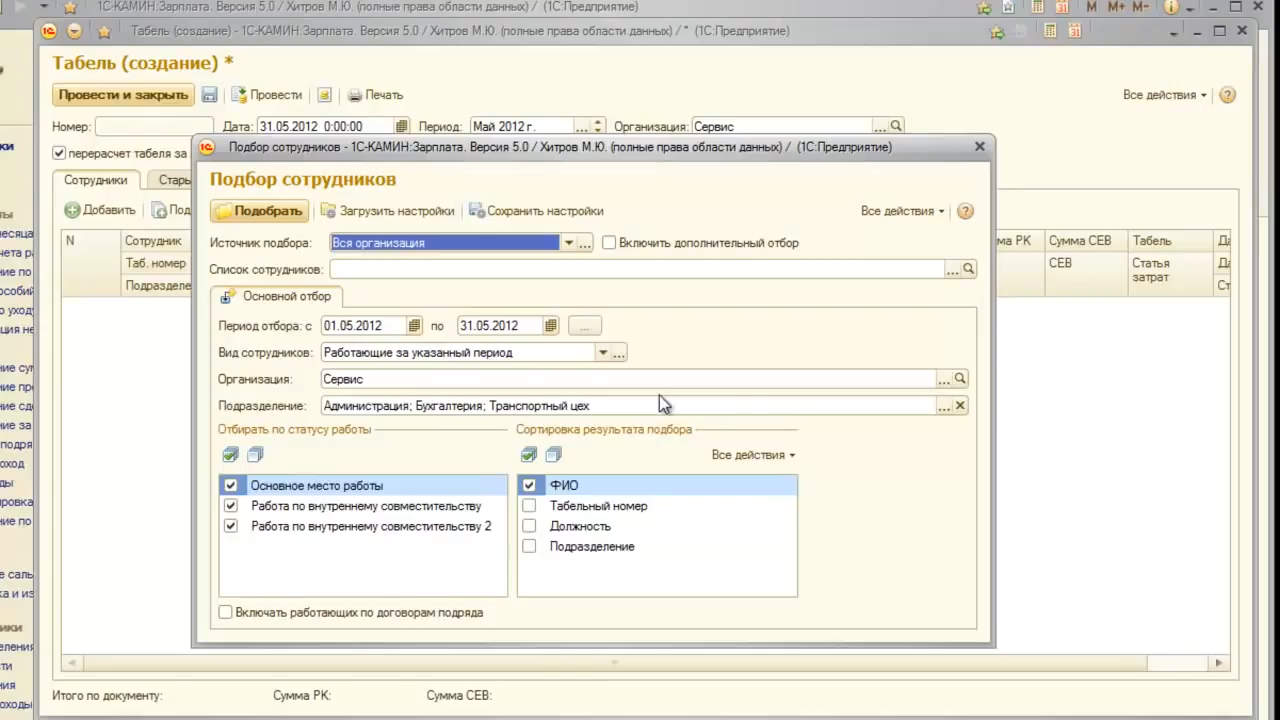 1С-КАМИН:Зарплата. Версия 5.0 / Хитров М.Ю. (полные права области данных) / (1С:Предприятие) M M+ M-
Табель (создание) - 1С-КАМИН:Зарплата. Версия 5.0 / Хитров М.Ю. (полные права области данных) / * (1С:Предприятие)
Табель (создание) *
Провести и закрыть Провести Печать Все действия
Номер: Дата: 31.05.2012 0:00:00 Период: Май 2012 г. Организация: Сервис
перерасчет табеля за
Сотрудники Стары
Добавить Под
N Сотрудник
Таб. номер
Подразделе
ма РК Сумма СЕВ Табель Да
СЕВ Статья затрат Да
Ст
Подбор сотрудников - 1С-КАМИН:Зарплата. Версия 5.0 / Хитров М.Ю. (полные права области данных) / (1С:Предприятие)
Подбор сотрудников
Подобрать Загрузить настройки Сохранить настройки Все действия
Источник подбора: Вся организация Включить дополнительный отбор
Список сотрудников:
Основной отбор
Период отбора: с 01.05.2012 по 31.05.2012 ...
Вид сотрудников: Работающие за указанный период
Организация: Сервис
Подразделение: Администрация; Бухгалтерия; Транспортный цех
Отбирать по статусу работы Сортировка результата подбора
Все действия
Основное место работы ФИО
Работа по внутреннему совместительству Табельный номер
Работа по внутреннему совместительству 2 Должность
Подразделение
Включать работающих по договорам подряда
Итого по документу: Сумма РК: Сумма СЕВ: